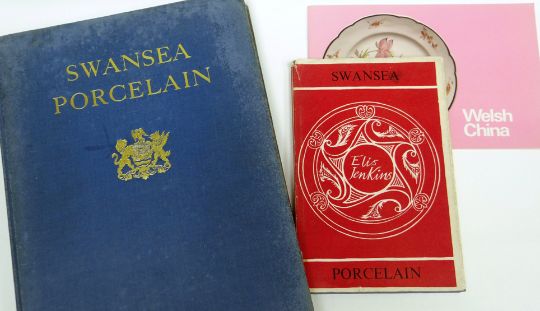 SWANSEA
PORCELAIN
SWANSEA
Elis
Jenkins
PORCELAIN
Welsh
China